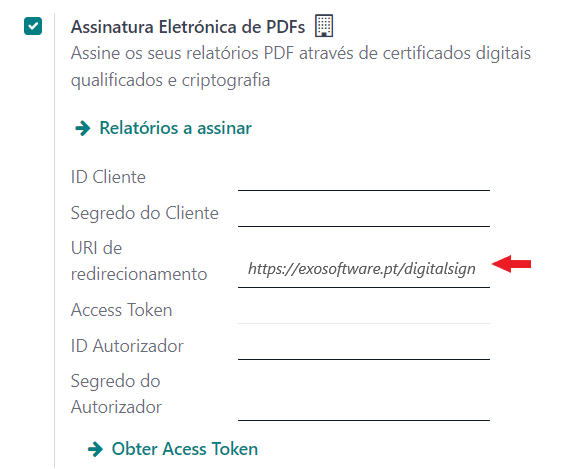 Assinatura Eletrónica de PDFs
Assine os seus relatórios PDF através de certificados digitais
qualificados e criptografia
Relatórios a assinar
ID Cliente
Segredo do Cliente
URI de
redirecionamento
https://exosoftware.pt/digitalsign
Access Token
ID Autorizador
Segredo do
Autorizador
Obter Acess Token